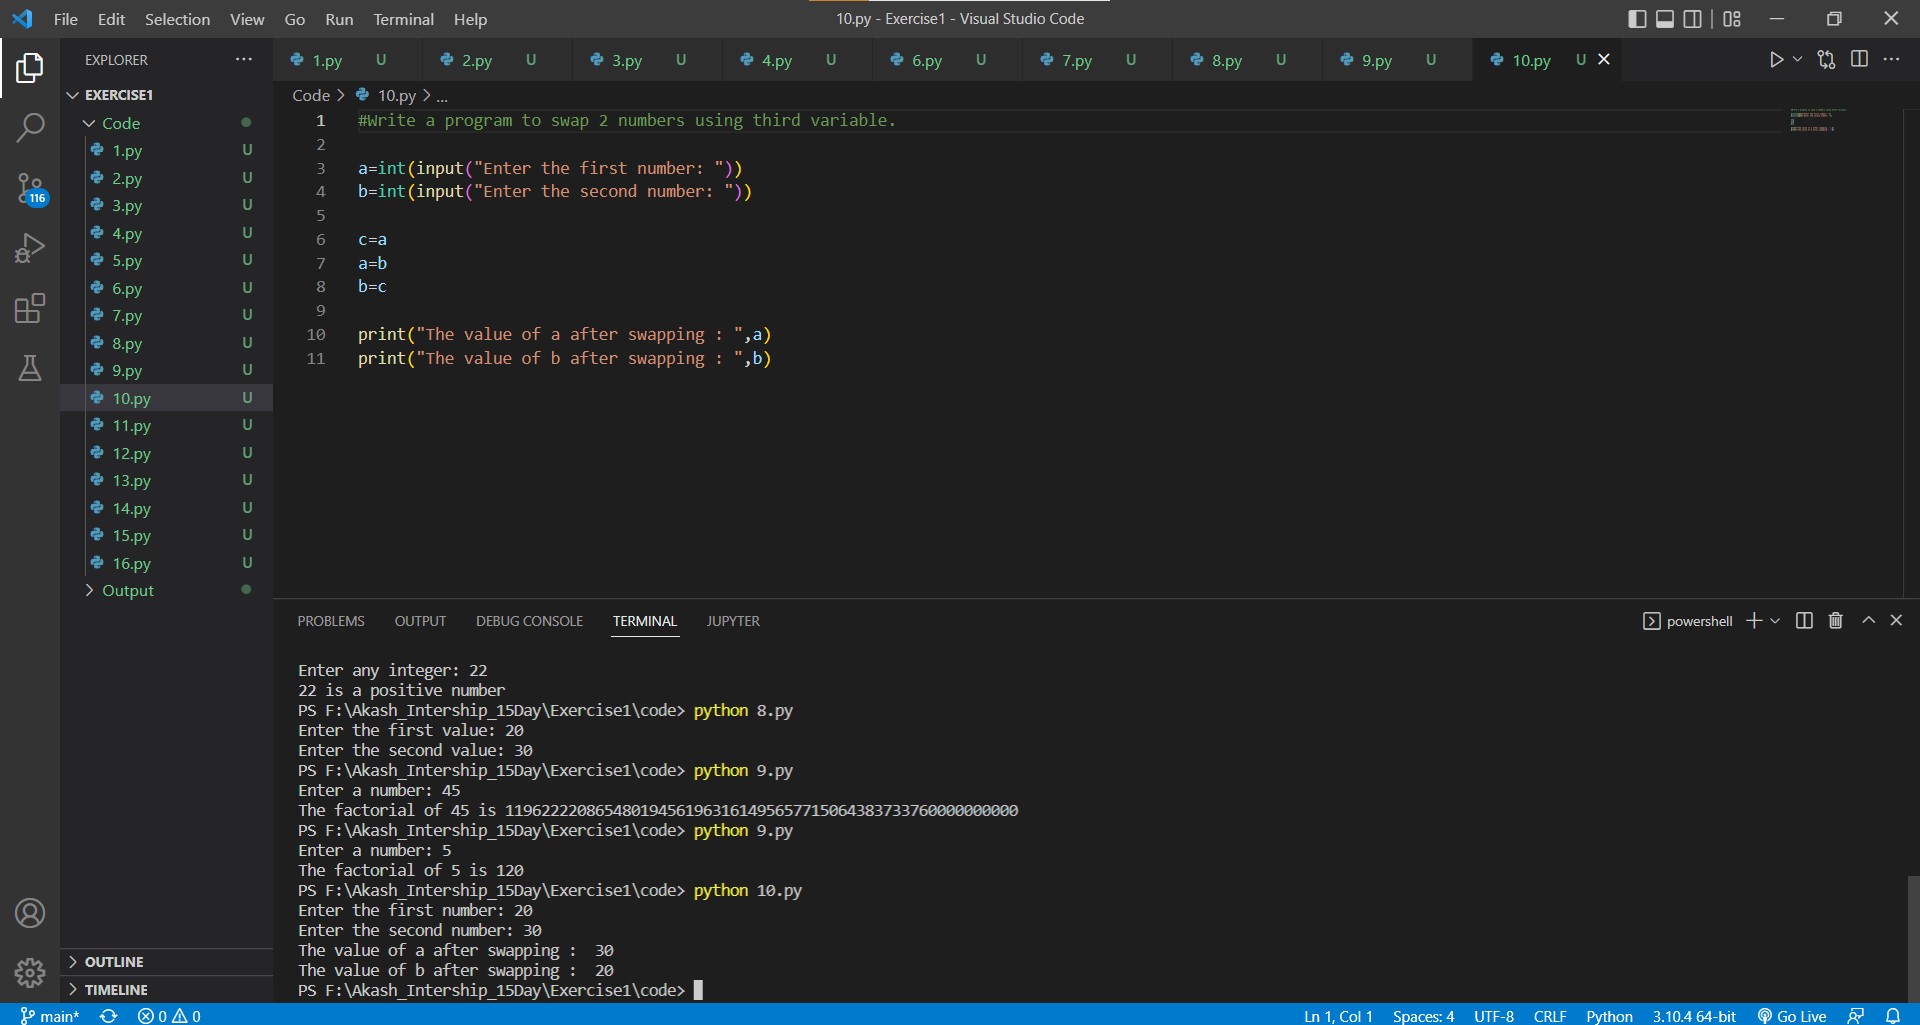 File Edit Selection View Go Run Terminal Help
10.py - Exercise1 - Visual Studio Code
EXPLORER ...
EXERCISE1
Code
1.py U
2.py U
3.py U
4.py U
5.py U
6.py U
7.py U
8.py U
9.py U
10.py U
11.py U
12.py U
13.py U
14.py U
15.py U
16.py U
Output
OUTLINE
TIMELINE
116
1.py U 2.py U 3.py U 4.py U 6.py U 7.py U 8.py U 9.py U 10.py U
Code > 10.py > ...
1 #Write a program to swap 2 numbers using third variable.
2
3 a=int(input("Enter the first number: "))
4 b=int(input("Enter the second number: "))
5
6 c=a
7 a=b
8 b=c
9
10 print("The value of a after swapping : ",a)
11 print("The value of b after swapping : ",b)
PROBLEMS OUTPUT DEBUG CONSOLE TERMINAL JUPYTER
powershell
Enter any integer: 22
22 is a positive number
PS F:\Akash_Intership_15Day\Exercise1\code> python 8.py
Enter the first value: 20
Enter the second value: 30
PS F:\Akash_Intership_15Day\Exercise1\code> python 9.py
Enter a number: 45
The factorial of 45 is 119622220865480194561963161495657715064383733760000000000
PS F:\Akash_Intership_15Day\Exercise1\code> python 9.py
Enter a number: 5
The factorial of 5 is 120
PS F:\Akash_Intership_15Day\Exercise1\code> python 10.py
Enter the first number: 20
Enter the second number: 30
The value of a after swapping :  30
The value of b after swapping :  20
PS F:\Akash_Intership_15Day\Exercise1\code>
main* 0 0 Ln 1, Col 1 Spaces: 4 UTF-8 CRLF Python 3.10.4 64-bit Go Live